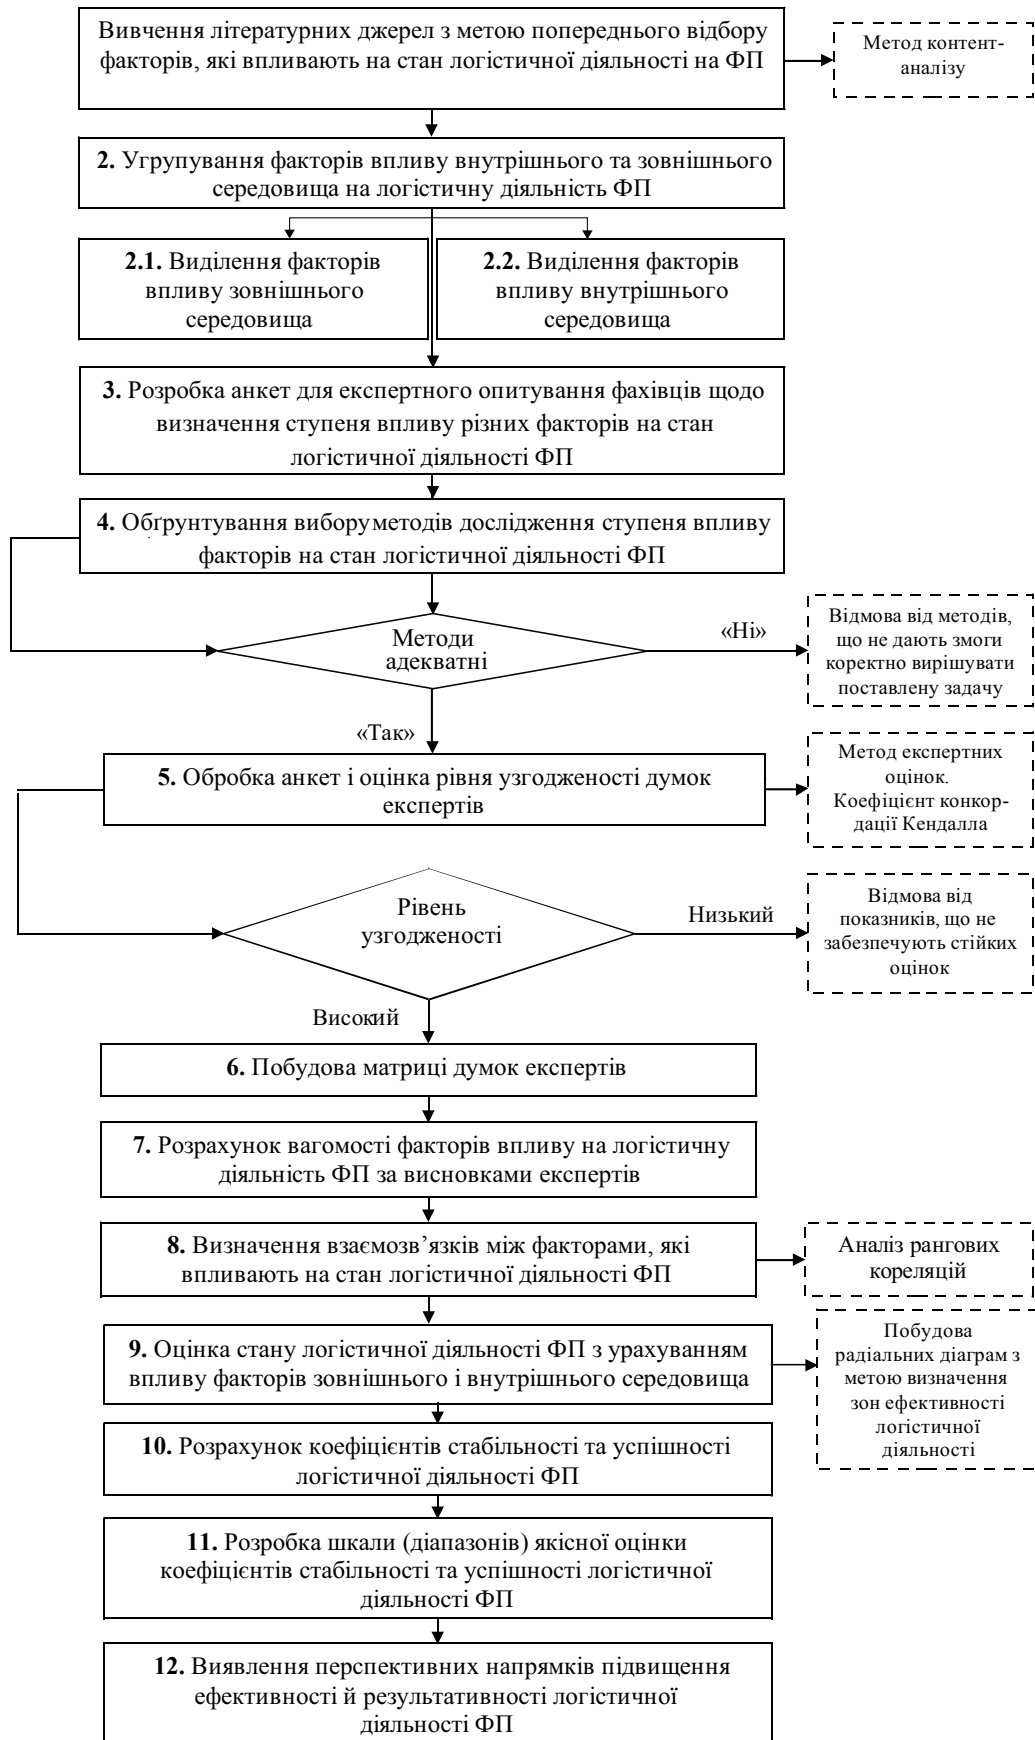 Вивчення літературних джерел з метою попереднього відбору
факторів, які впливають на стан логістичної діяльності на ФП
Метод контент-
аналізу
2. Угрупування факторів впливу внутрішнього та зовнішнього
середовища на логістичну діяльність ФП
2.1. Виділення факторів
впливу зовнішнього
середовища
2.2. Виділення факторів
впливу внутрішнього
середовища
3. Розробка анкет для експертного опитування фахівців щодо
визначення ступеня впливу різних факторів на стан
логістичної діяльності ФП
4. Обґрунтування вибору методів дослідження ступеня впливу
факторів на стан логістичної діяльності ФП
Методи
адекватні
«Ні»
Відмова від методів,
що не дають змоги
коректно вирішувати
поставлену задачу
«Так»
5. Обробка анкет і оцінка рівня узгодженості думок
експертів
Метод експертних
оцінок.
Коефіцієнт конкор-
дації Кендалла
Рівень
узгодженості
Низький
Відмова від
показників, що не
забезпечують стійких
оцінок
Високий
6. Побудова матриці думок експертів
7. Розрахунок вагомості факторів впливу на логістичну
діяльність ФП за висновками експертів
8. Визначення взаємозв’язків між факторами, які
впливають на стан логістичної діяльності ФП
Аналіз рангових
кореляцій
9. Оцінка стану логістичної діяльності ФП з урахуванням
впливу факторів зовнішнього і внутрішнього середовища
Побудова
радіальних діаграм з
метою визначення
зон ефективності
логістичної
діяльності
10. Розрахунок коефіцієнтів стабільності та успішності
логістичної діяльності ФП
11. Розробка шкали (діапазонів) якісної оцінки
коефіцієнтів стабільності та успішності логістичної
діяльності ФП
12. Виявлення перспективних напрямків підвищення
ефективності й результативності логістичної
діяльності ФП